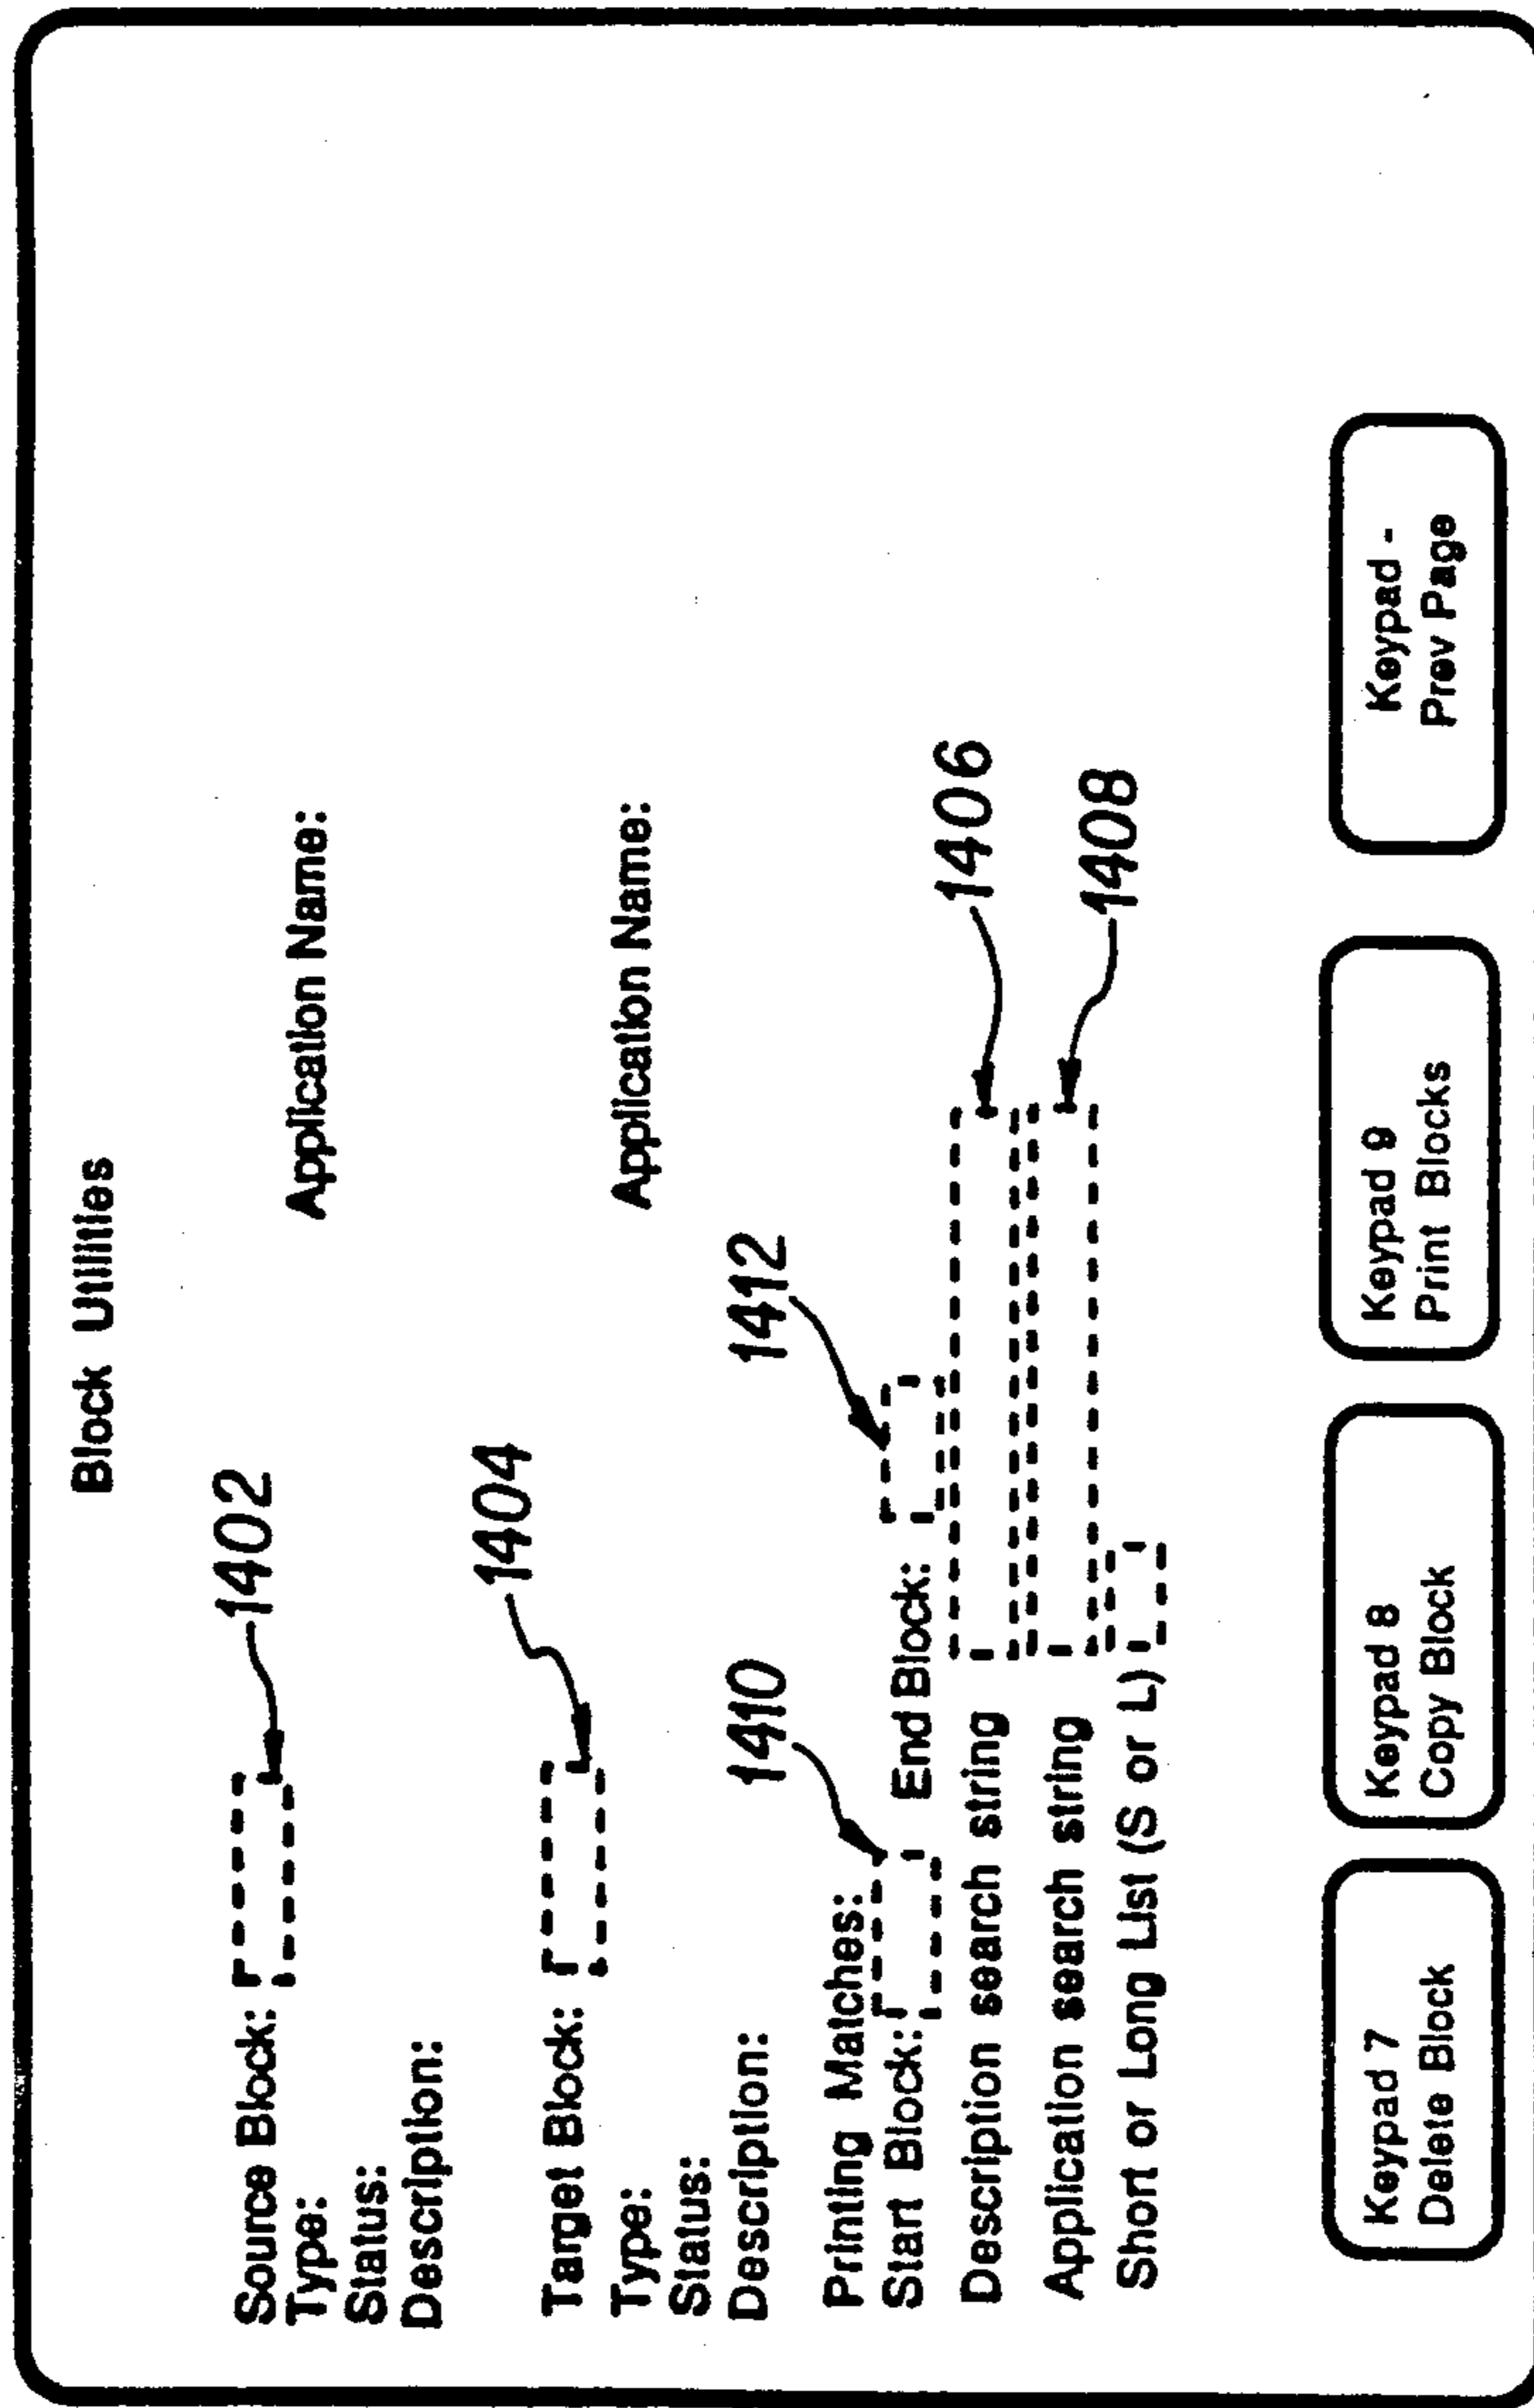 Block Utilities
1402
Source Block:
Type: Application Name:
Status:
Description:
1404
Target Block:
Type: Application Name:
Status:
Description:
1410 1412
Printing Matches:
Start Block: End Block:
Description search string 1406
Application search string 1408
Short or Long List (S or L)
Keypad 7
Delete Block
Keypad 8
Copy Block
Keypad 9
Print Blocks
Keypad -
Prev Page